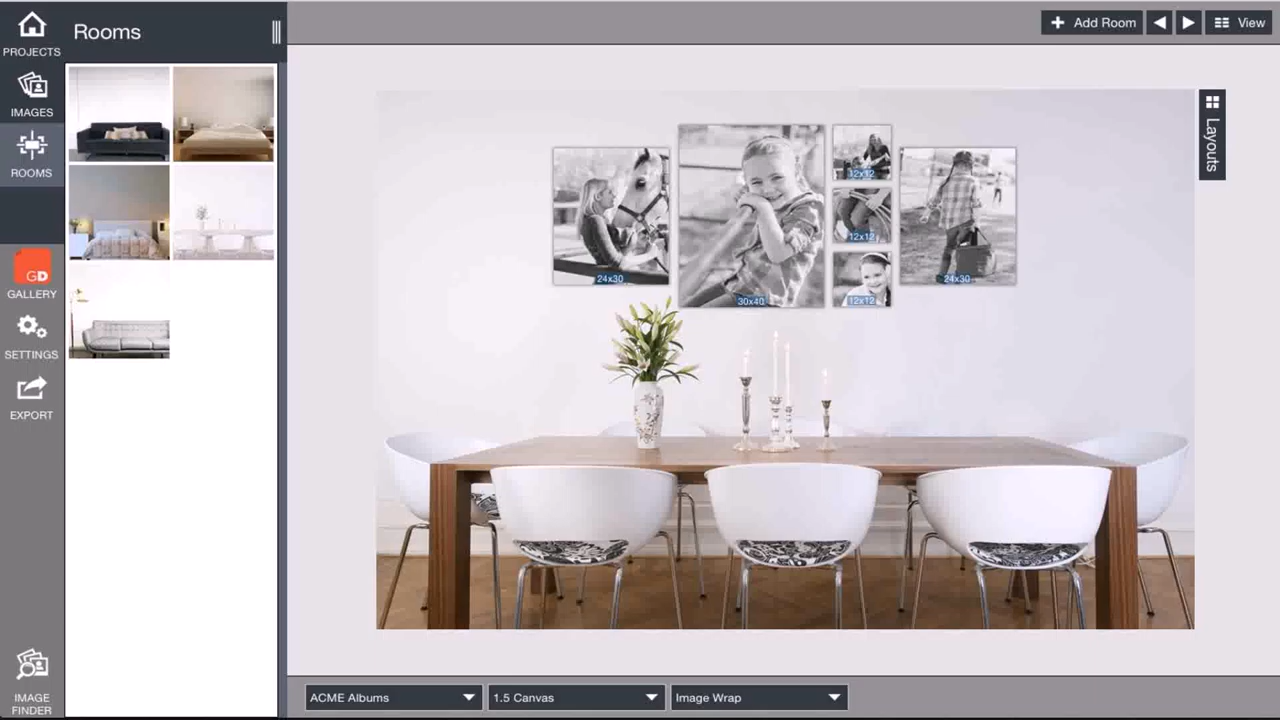 PROJECTS
IMAGES
ROOMS
GD
GALLERY
SETTINGS
EXPORT
IMAGE
FINDER
Rooms
Add Room
View
Layouts
24x30
30x40
12x12
12x12
12x12
24x30
ACME Albums
1.5 Canvas
Image Wrap